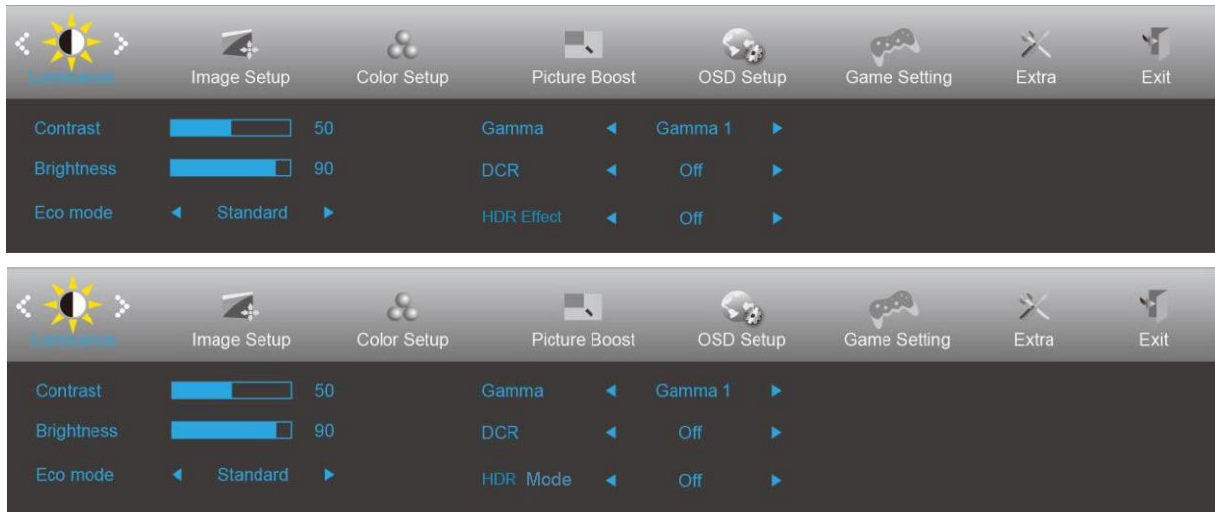 Luminance Image Setup Color Setup Picture Boost OSD Setup Game Setting Extra Exit
Contrast 50 Gamma Gamma 1
Brightness 90 DCR Off
Eco mode Standard HDR Effect Off
Luminance Image Setup Color Setup Picture Boost OSD Setup Game Setting Extra Exit
Contrast 50 Gamma Gamma 1
Brightness 90 DCR Off
Eco mode Standard HDR Mode Off